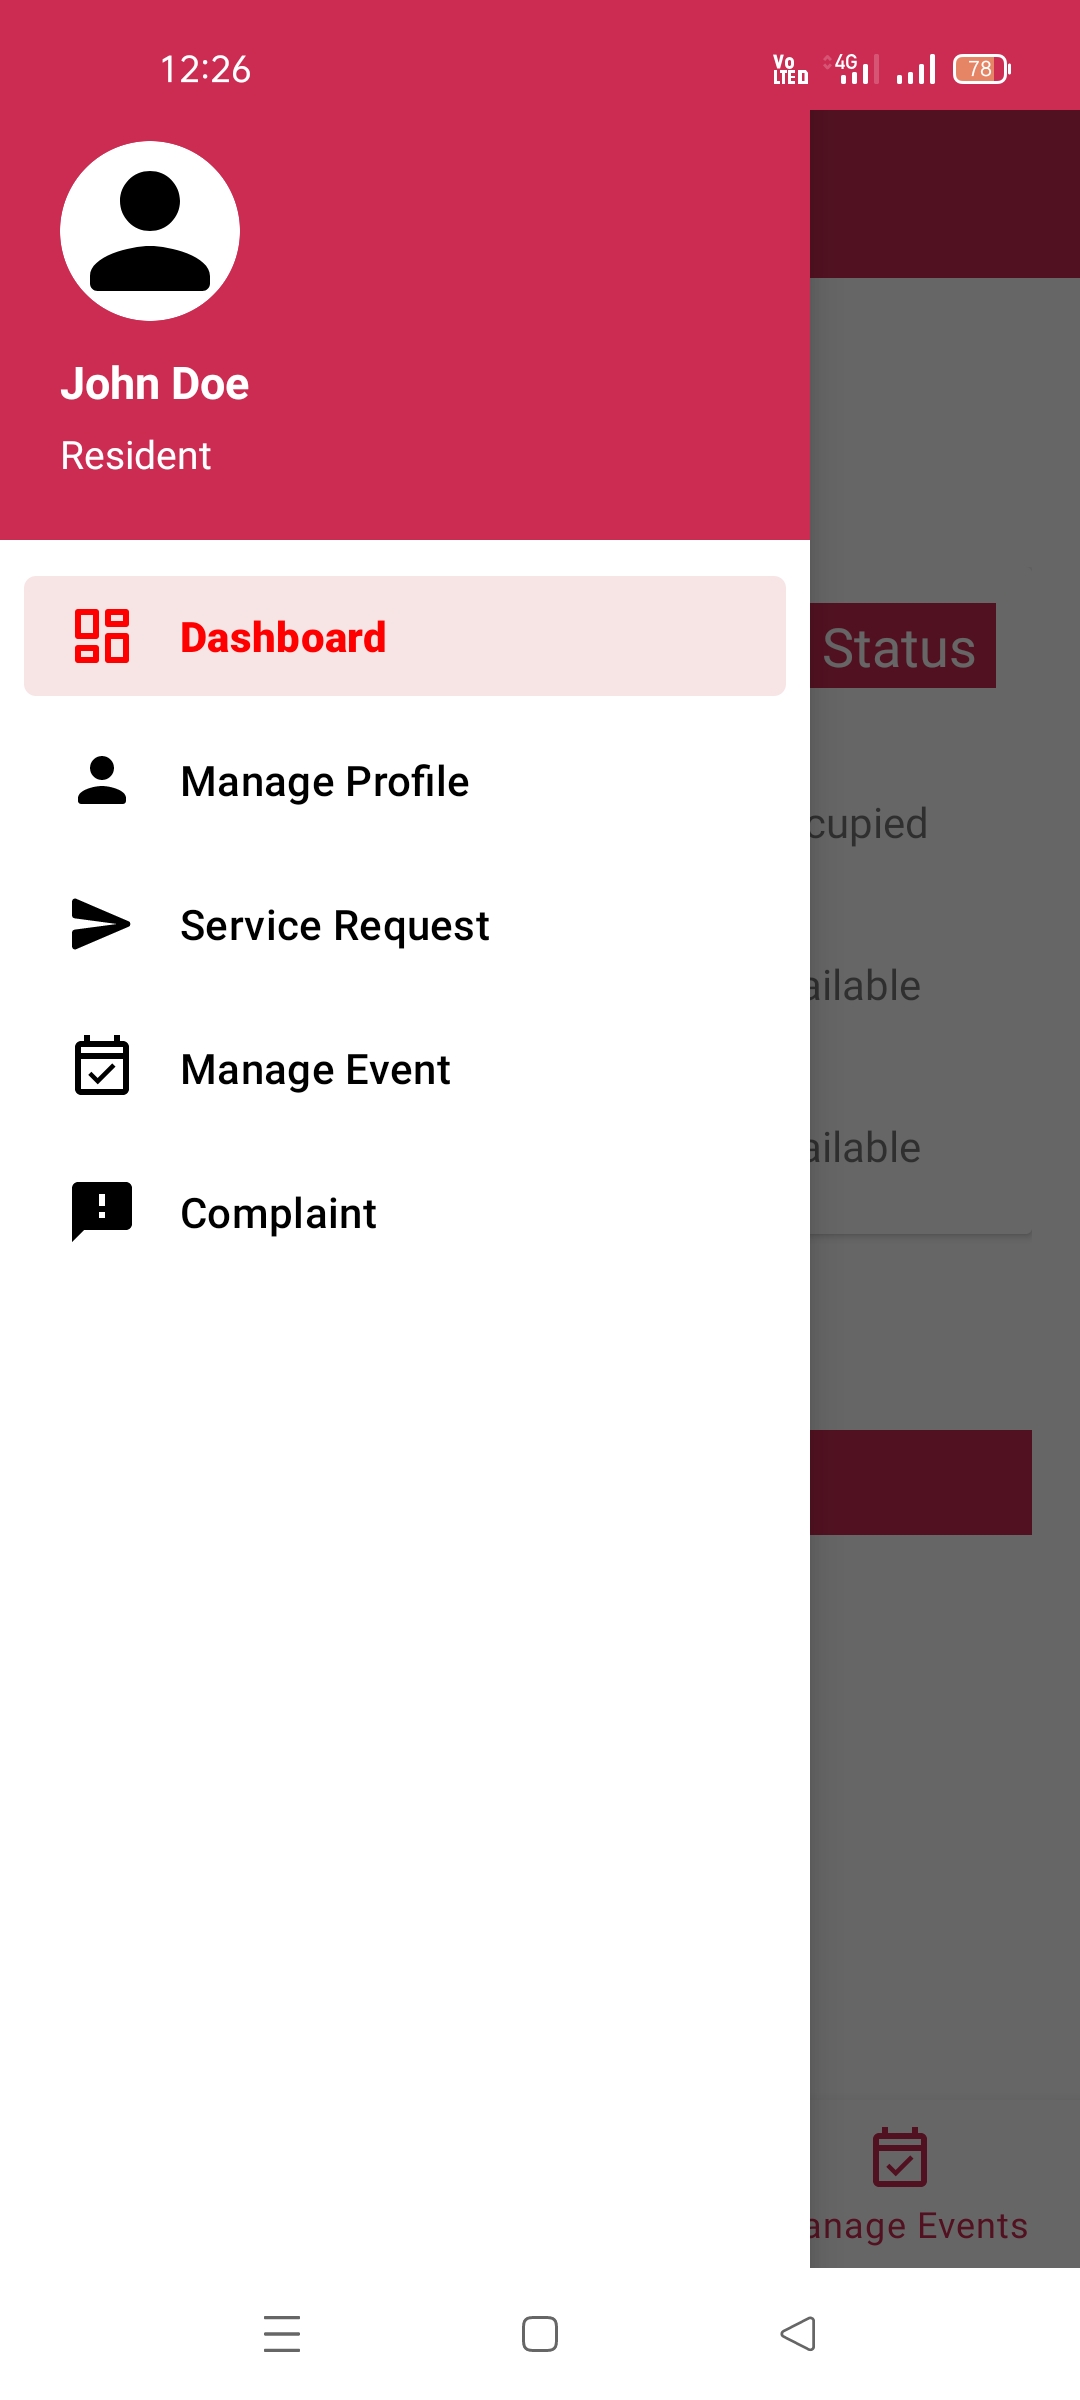 12:26
Vo LTE 4G 78
John Doe
Resident
Dashboard
Status
Manage Profile
cupied
Service Request
ailable
Manage Event
ailable
Complaint
anage Events